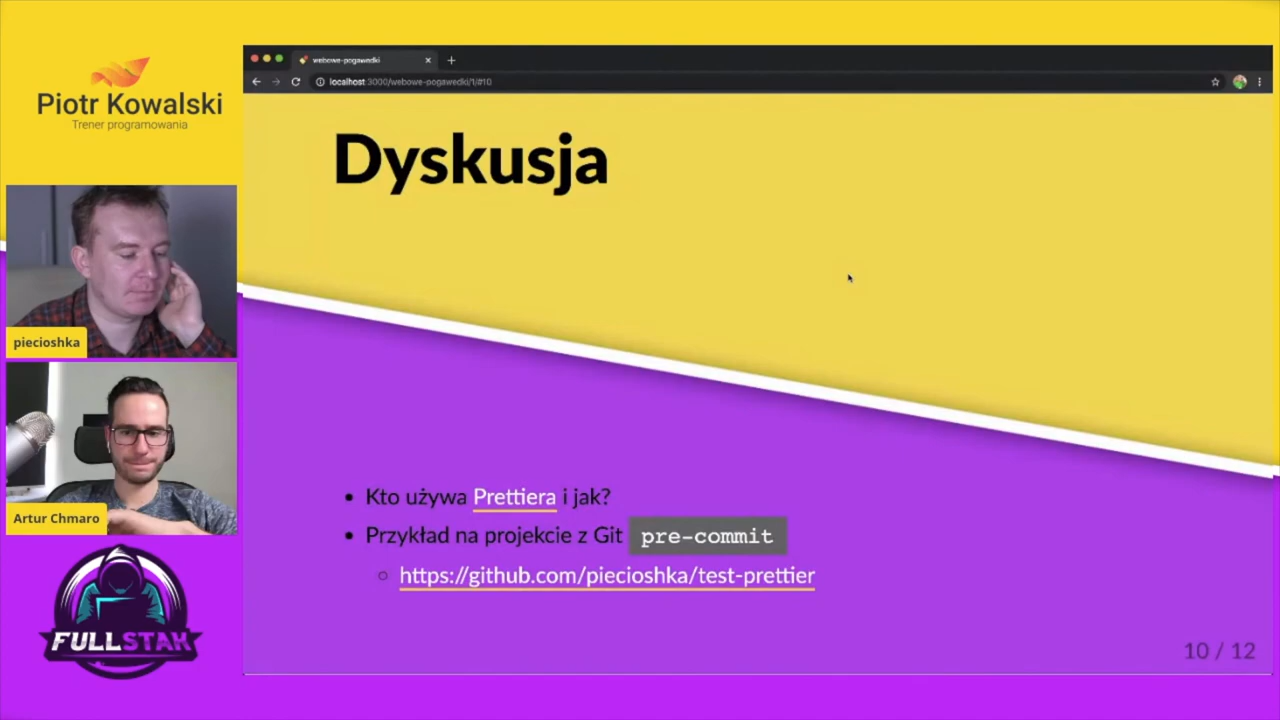 Piotr Kowalski
Trener programowania
piecioshka
Artur Chmaro
FULLSTAK
webowe-pogawedki
localhost:3000/webowe-pogawedki/1/#10
Dyskusja
Kto używa Prettiera i jak?
Przykład na projekcie z Git pre-commit
https://github.com/piecioshka/test-prettier
10 / 12